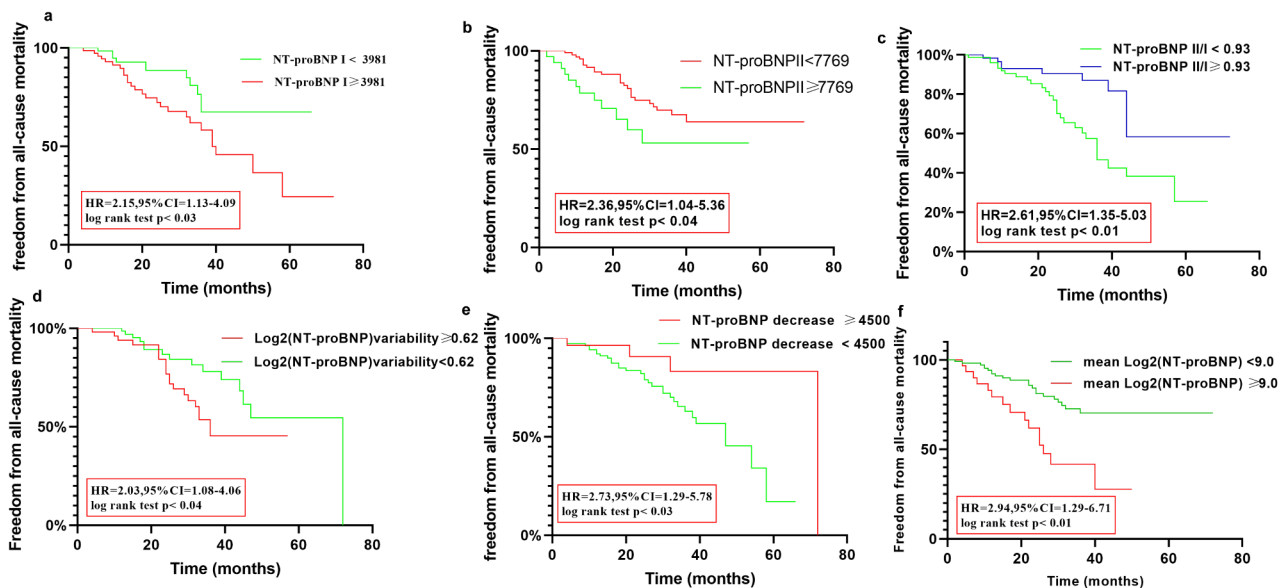 a
freedom from all-cause mortality
100
50
0
0 20 40 60 80
Time (months)
NT-proBNP I < 3981
NT-proBNP I≥3981
HR=2.15,95%CI=1.13-4.09
log rank test p< 0.03
b
freedom from all-cause mortality
100
50
0
0 20 40 60 80
Time (months)
NT-proBNPII<7769
NT-proBNPII≥7769
HR=2.36,95%CI=1.04-5.36
log rank test p< 0.04
c
Freedom from all-cause mortality
100%
80%
60%
40%
20%
0%
0 20 40 60 80
Time (months)
NT-proBNP II/I < 0.93
NT-proBNP II/I≥ 0.93
HR=2.61,95%CI=1.35-5.03
log rank test p< 0.01
d
Freedom from all-cause mortality
100%
50%
0%
0 20 40 60 80
Time (months)
Log2(NT-proBNP)variability≥0.62
Log2(NT-proBNP)variability<0.62
HR=2.03,95%CI=1.08-4.06
log rank test p< 0.04
e
freedom from all-cause mortality
100%
50%
0%
0 20 40 60 80
Time (months)
NT-proBNP decrease ≥4500
NT-proBNP decrease < 4500
HR=2.73,95%CI=1.29-5.78
log rank test p< 0.03
f
Freedom from all-cause mortality
100
50
0
0 20 40 60 80
Time (months)
mean Log2(NT-proBNP) <9.0
mean Log2(NT-proBNP) ≥9.0
HR=2.94,95%CI=1.29-6.71
log rank test p< 0.01